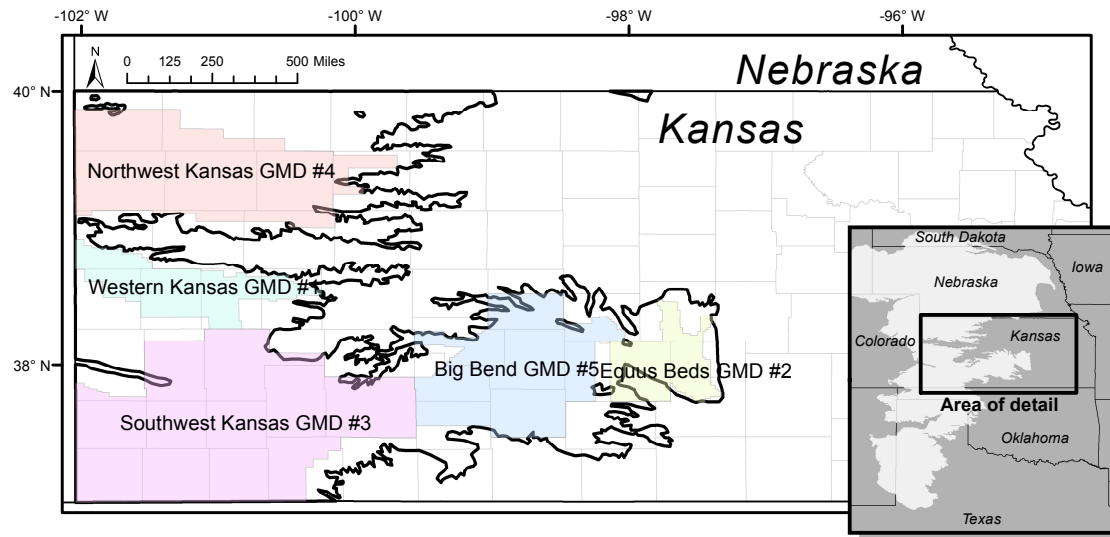 -102° W
-100° W
-98° W
-96° W
N
0 125 250 500 Miles
Nebraska
40° N
Kansas
Northwest Kansas GMD #4
South Dakota
Iowa
Nebraska
Western Kansas GMD #1
Colorado
Kansas
38° N
Big Bend GMD #5
Equus Beds GMD #2
Area of detail
Southwest Kansas GMD #3
Oklahoma
Texas